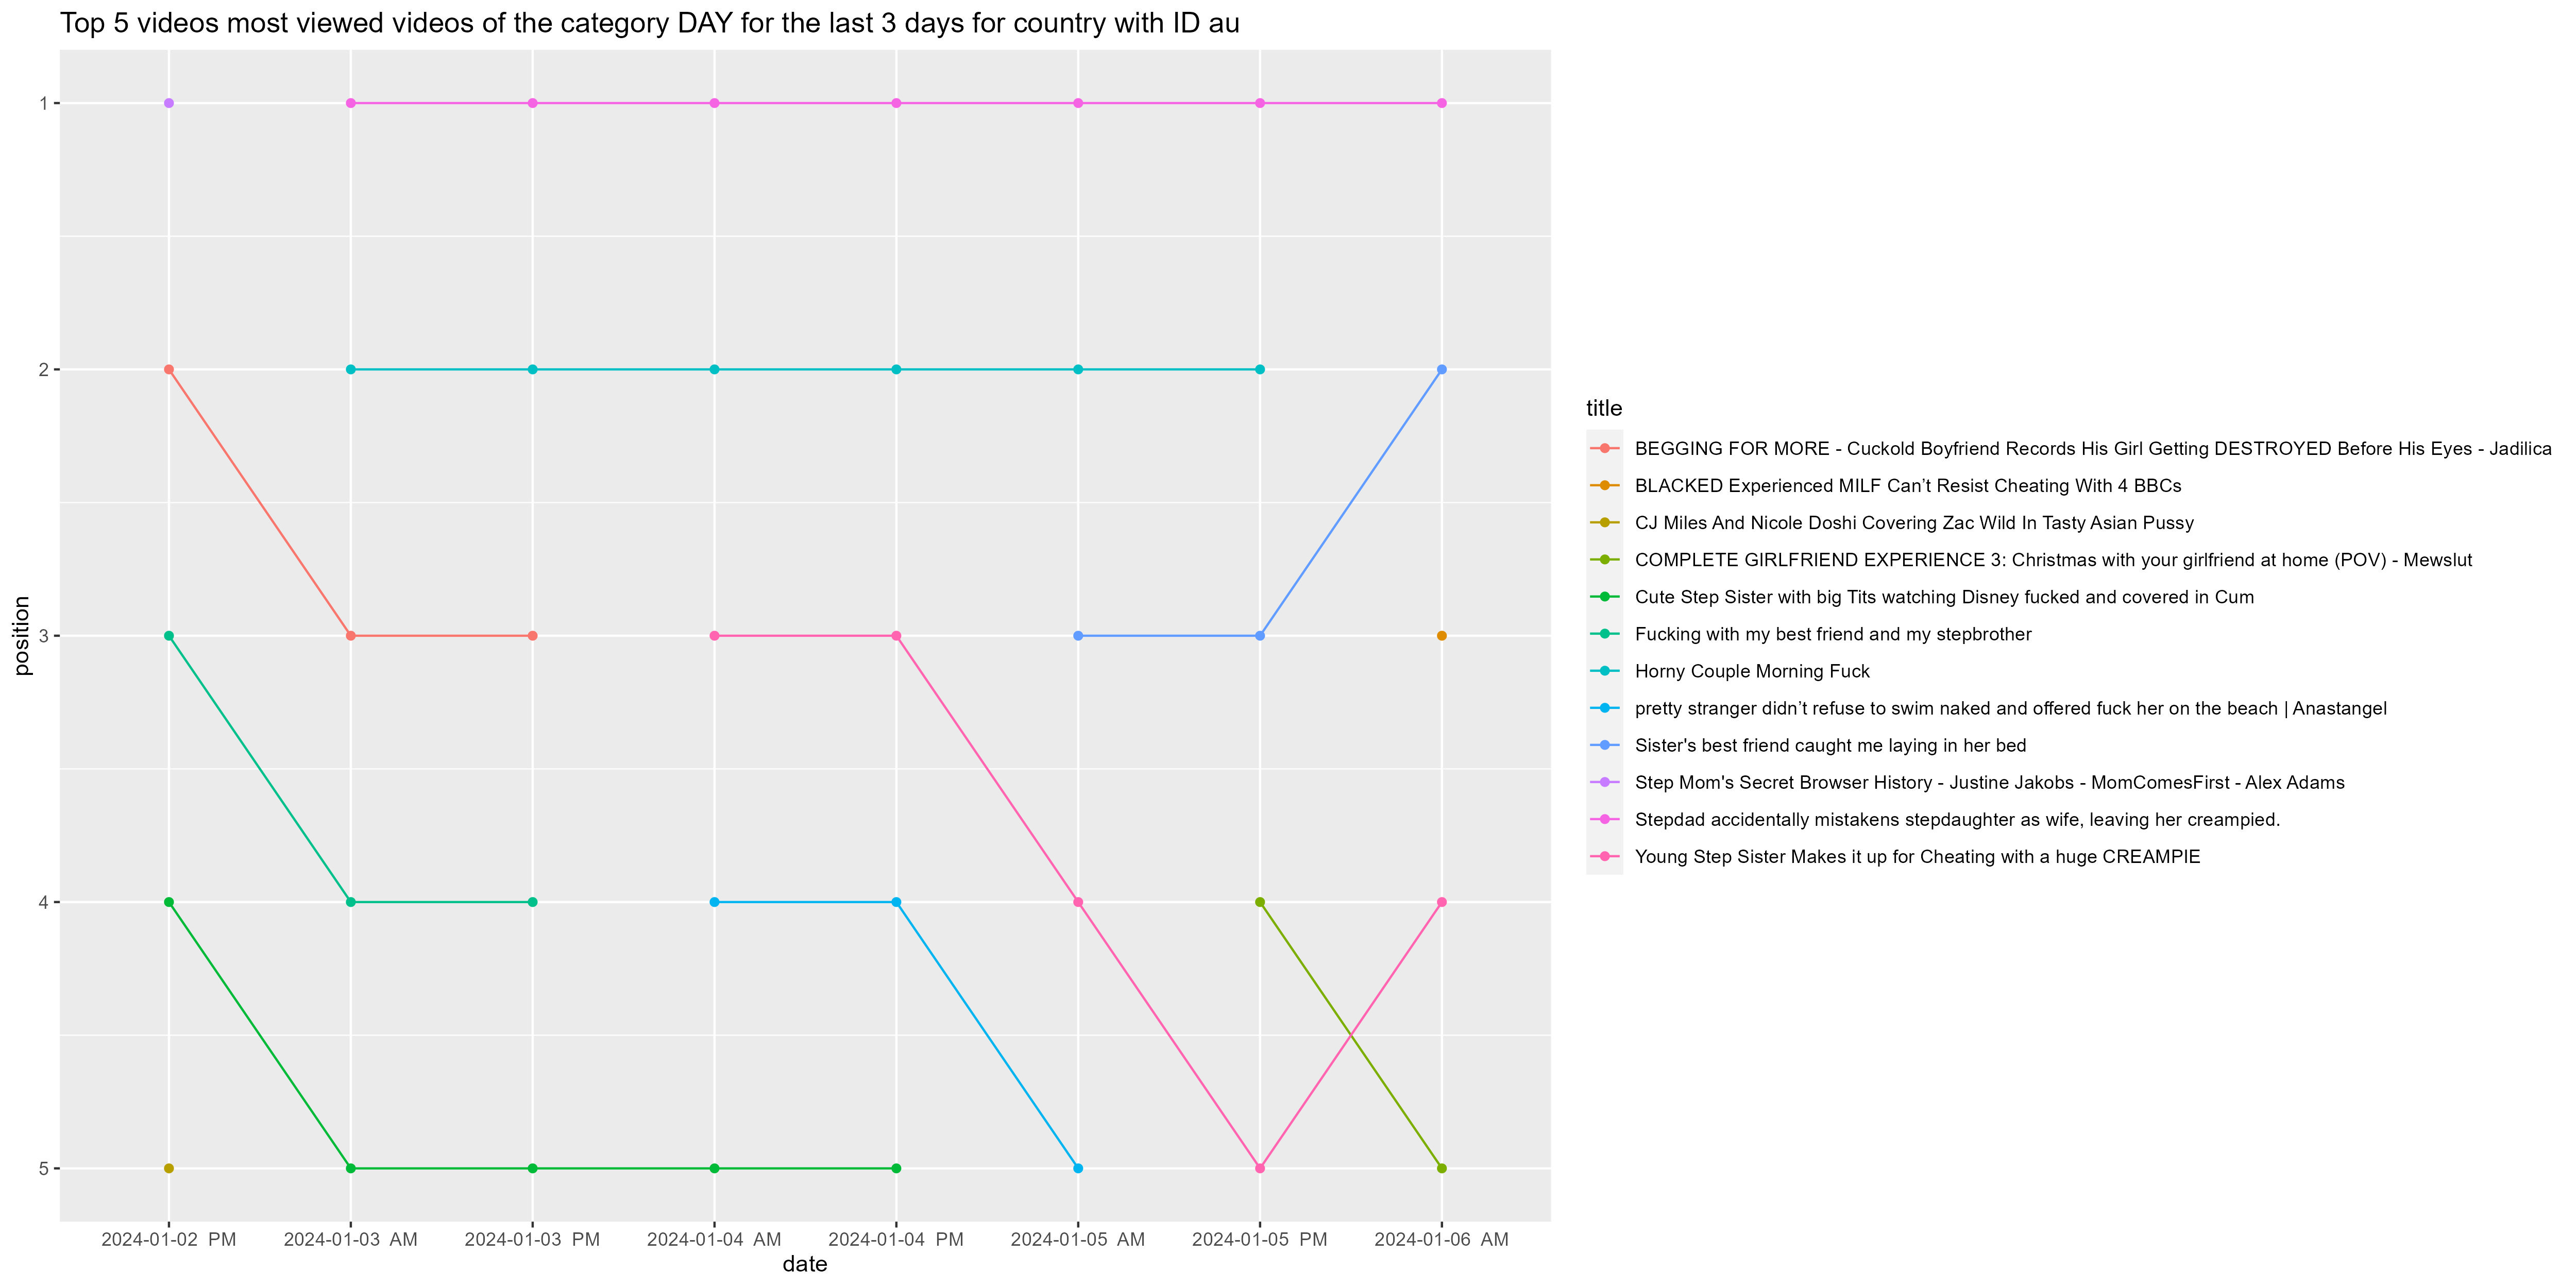 Top 5 videos most viewed videos of the category DAY for the last 3 days for country with ID au
1
2
3
4
5
position
2024-01-02 PM
2024-01-03 AM
2024-01-03 PM
2024-01-04 AM
2024-01-04 PM
2024-01-05 AM
2024-01-05 PM
2024-01-06 AM
date
title
BEGGING FOR MORE - Cuckold Boyfriend Records His Girl Getting DESTROYED Before His Eyes - Jadilica
BLACKED Experienced MILF Can’t Resist Cheating With 4 BBCs
CJ Miles And Nicole Doshi Covering Zac Wild In Tasty Asian Pussy
COMPLETE GIRLFRIEND EXPERIENCE 3: Christmas with your girlfriend at home (POV) - Mewslut
Cute Step Sister with big Tits watching Disney fucked and covered in Cum
Fucking with my best friend and my stepbrother
Horny Couple Morning Fuck
pretty stranger didn’t refuse to swim naked and offered fuck her on the beach | Anastangel
Sister's best friend caught me laying in her bed
Step Mom's Secret Browser History - Justine Jakobs - MomComesFirst - Alex Adams
Stepdad accidentally mistakens stepdaughter as wife, leaving her creampied.
Young Step Sister Makes it up for Cheating with a huge CREAMPIE